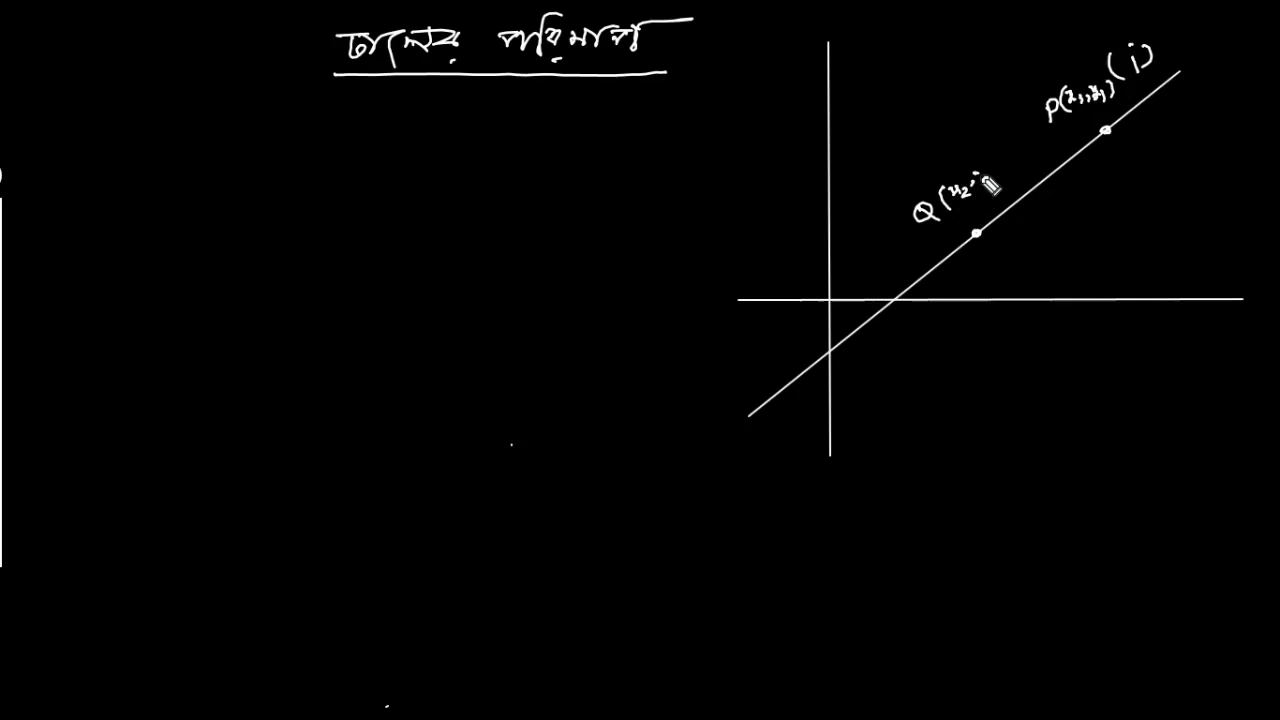 ঢালের পরিমাপ
P(x₁,y₁) (i)
Q(x₂,